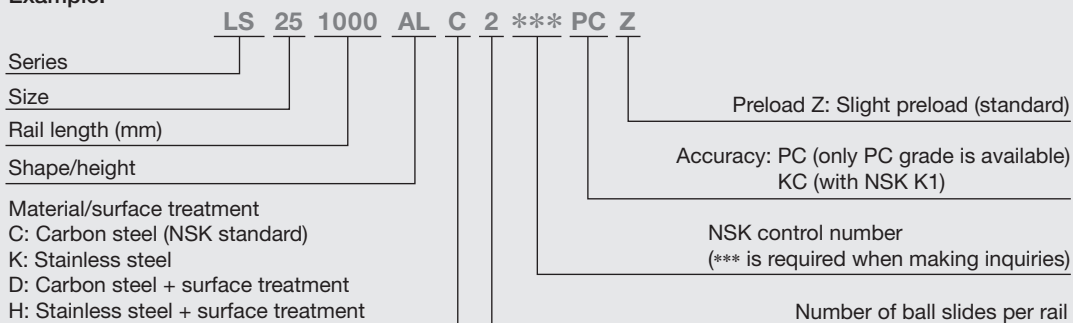 LS 25 1000 AL C 2 *** PC Z
Series
Size
Rail length (mm)
Shape/height
Material/surface treatment
C: Carbon steel (NSK standard)
K: Stainless steel
D: Carbon steel + surface treatment
H: Stainless steel + surface treatment
Preload Z: Slight preload (standard)
Accuracy: PC (only PC grade is available)
KC (with NSK K1)
NSK control number
(*** is required when making inquiries)
Number of ball slides per rail